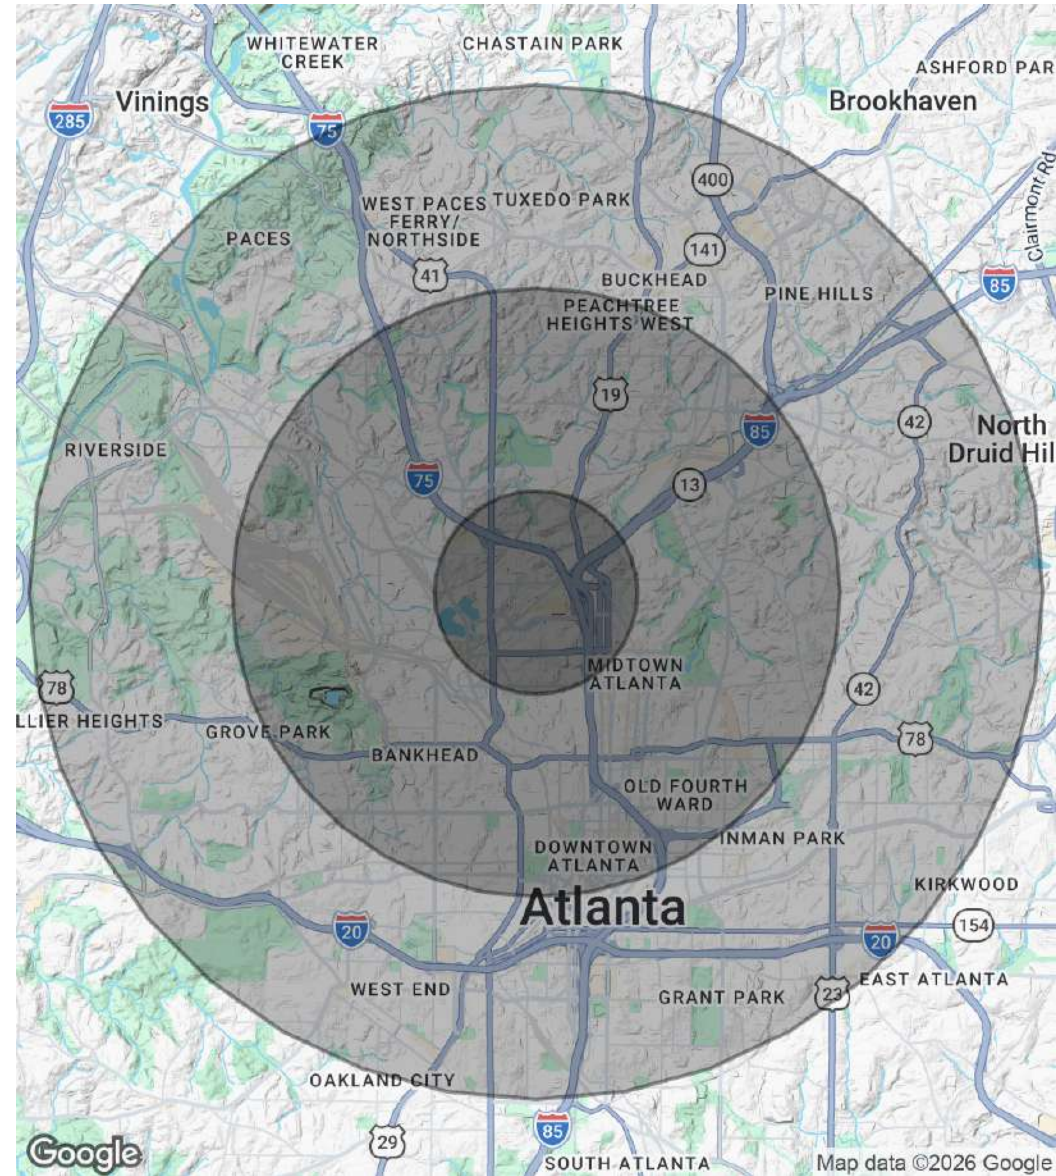 WHITEWATER
CREEK
CHASTAIN PARK
ASHFORD PAR
Vinings
Brookhaven
285
75
400
Clairmont Rd
WEST PACES
FERRY/
NORTHSIDE
TUXEDO PARK
PACES
141
41
BUCKHEAD
85
PINE HILLS
PEACHTREE
HEIGHTS WEST
19
42
85
North
Druid Hil
RIVERSIDE
75
13
MIDTOWN
ATLANTA
78
42
LLIER HEIGHTS
GROVE PARK
78
BANKHEAD
OLD FOURTH
WARD
INMAN PARK
DOWNTOWN
ATLANTA
KIRKWOOD
Atlanta
20
154
20
WEST END
EAST ATLANTA
GRANT PARK
23
OAKLAND CITY
85
29
Google
SOUTH ATLANTA
Map data ©2026 Google